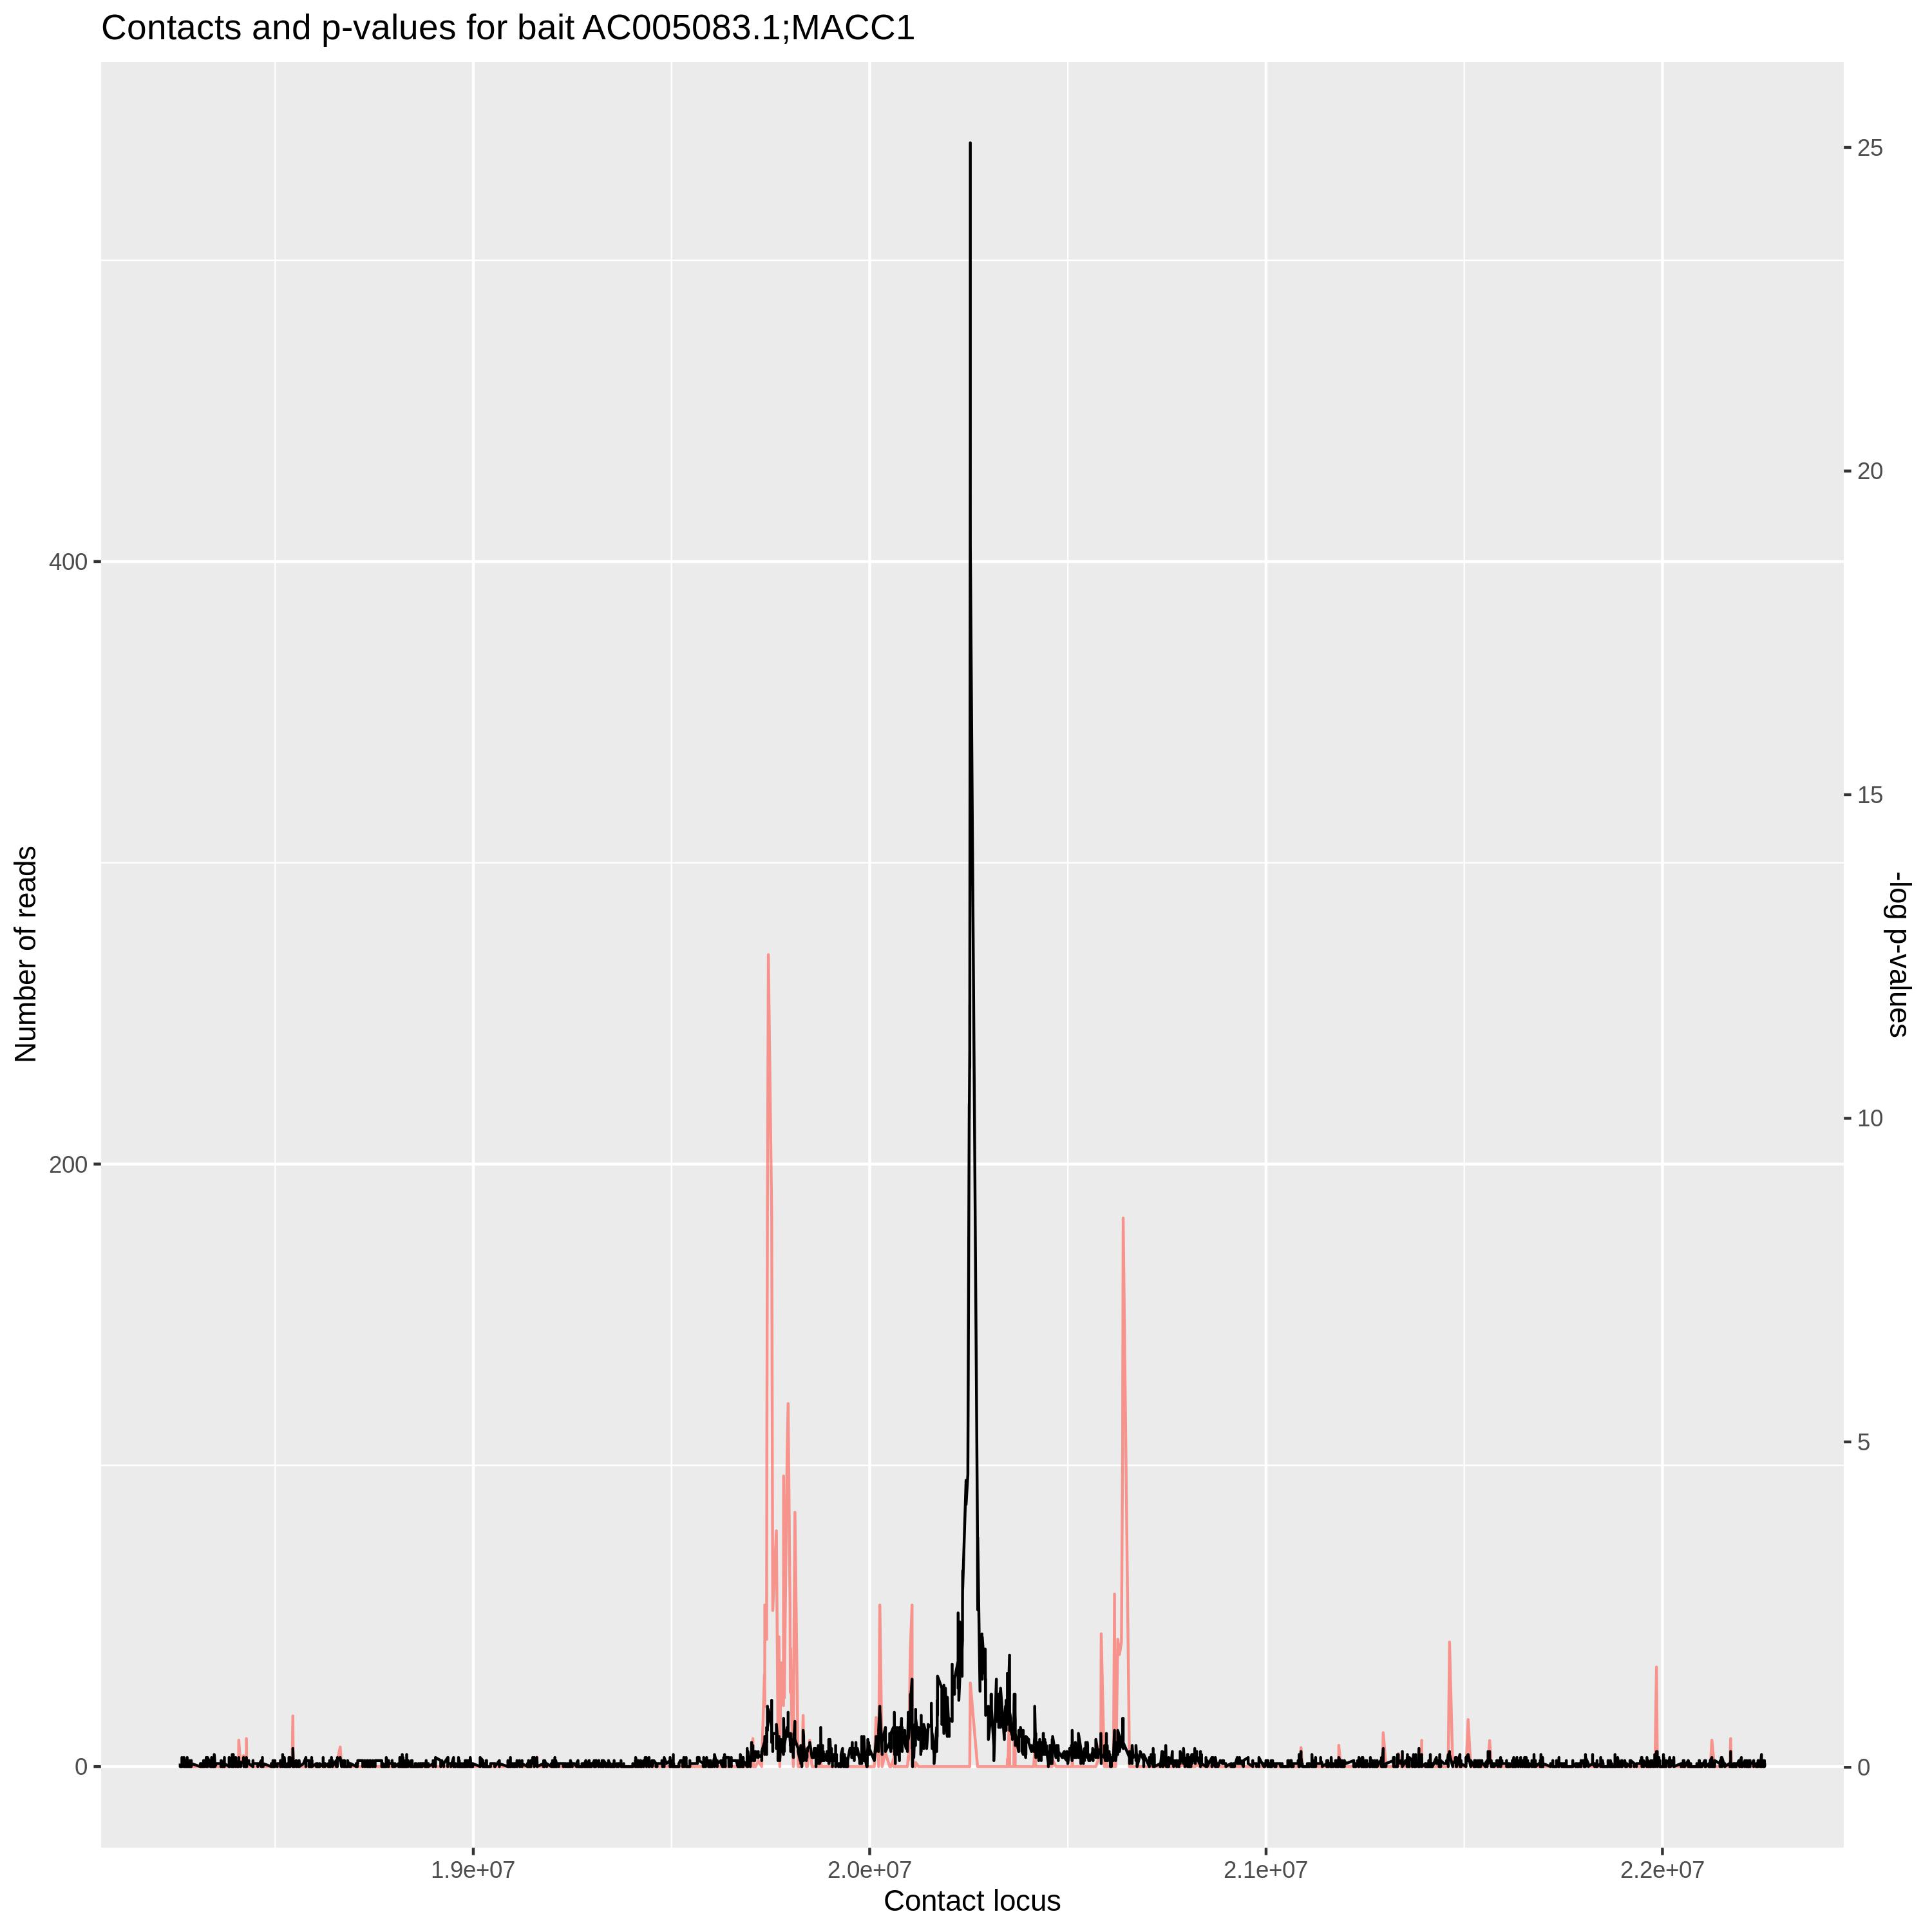 Contacts and p-values for bait AC005083.1;MACC1
Number of reads
400
200
0
25
20
15
10
5
0
-log p-values
1.9e+07
2.0e+07
2.1e+07
2.2e+07
Contact locus